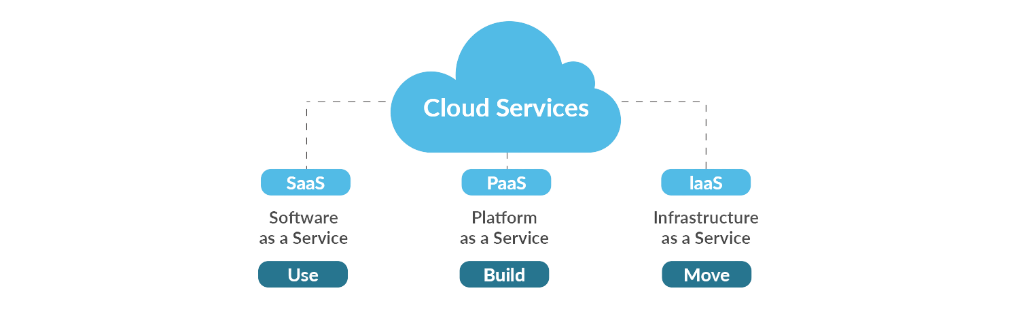 Cloud Services
SaaS
PaaS
IaaS
Software
as a Service
Platform
as a Service
Infrastructure
as a Service
Use
Build
Move